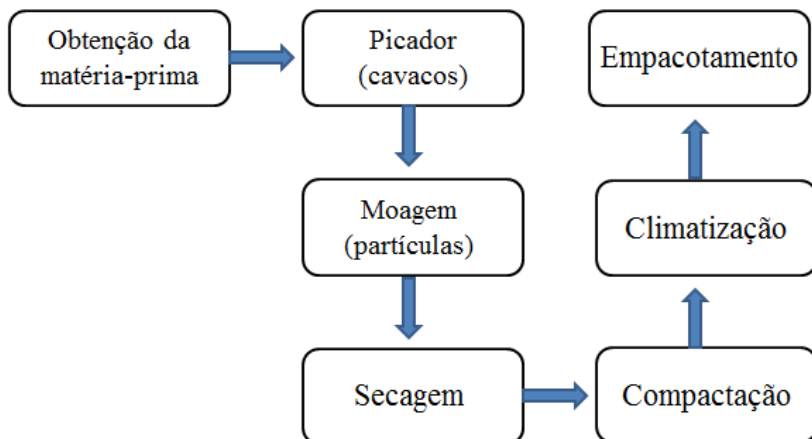 Obtenção da
matéria-prima
Picador
(cavacos)
Moagem
(partículas)
Secagem
Compactação
Climatização
Empacotamento